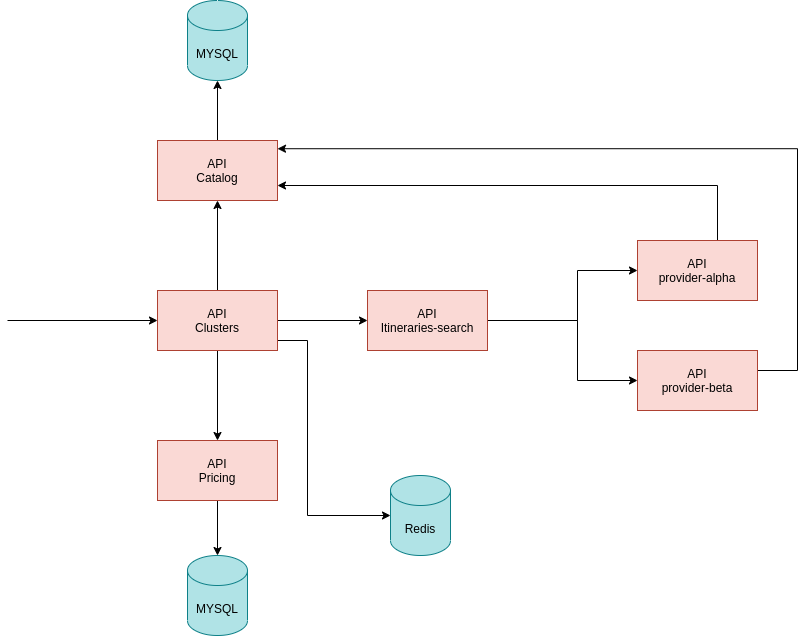 MYSQL
API
Catalog
API
provider-alpha
API
Clusters
API
Itineraries-search
API
provider-beta
API
Pricing
Redis
MYSQL